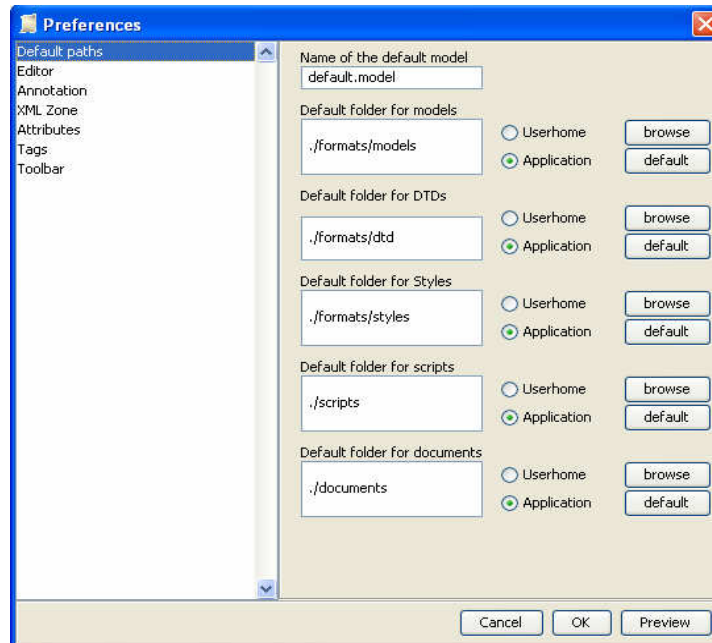 Preferences
Default paths
Editor
Annotation
XML Zone
Attributes
Tags
Toolbar
Name of the default model
default.model
Default folder for models
./formats/models
Userhome
browse
Application
default
Default folder for DTDs
./formats/dtd
Userhome
browse
Application
default
Default folder for Styles
./formats/styles
Userhome
browse
Application
default
Default folder for scripts
./scripts
Userhome
browse
Application
default
Default folder for documents
./documents
Userhome
browse
Application
default
Cancel
OK
Preview